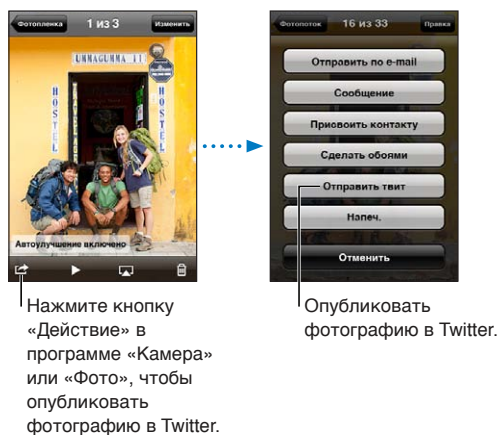 Фотопленка 1 из 3 Изменить
UMMAGUMMA II
HOSTEL
HOSTEL
Автоулучшение включено
Фотопоток 16 из 33 Правка
Отправить по e-mail
Сообщение
Присвоить контакту
Сделать обоями
Отправить твит
Напеч.
Отменить
Нажмите кнопку
«Действие» в
программе «Камера»
или «Фото», чтобы
опубликовать
фотографию в Twitter.
Опубликовать
фотографию в Twitter.